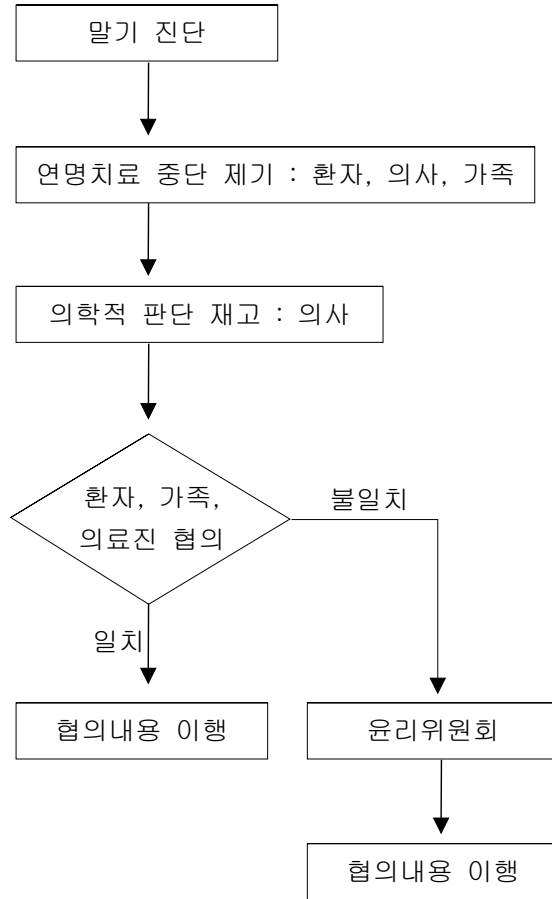 말기 진단
연명치료 중단 제기 : 환자, 의사, 가족
의학적 판단 재고 : 의사
환자, 가족,
의료진 협의
불일치
일치
협의내용 이행
윤리위원회
협의내용 이행